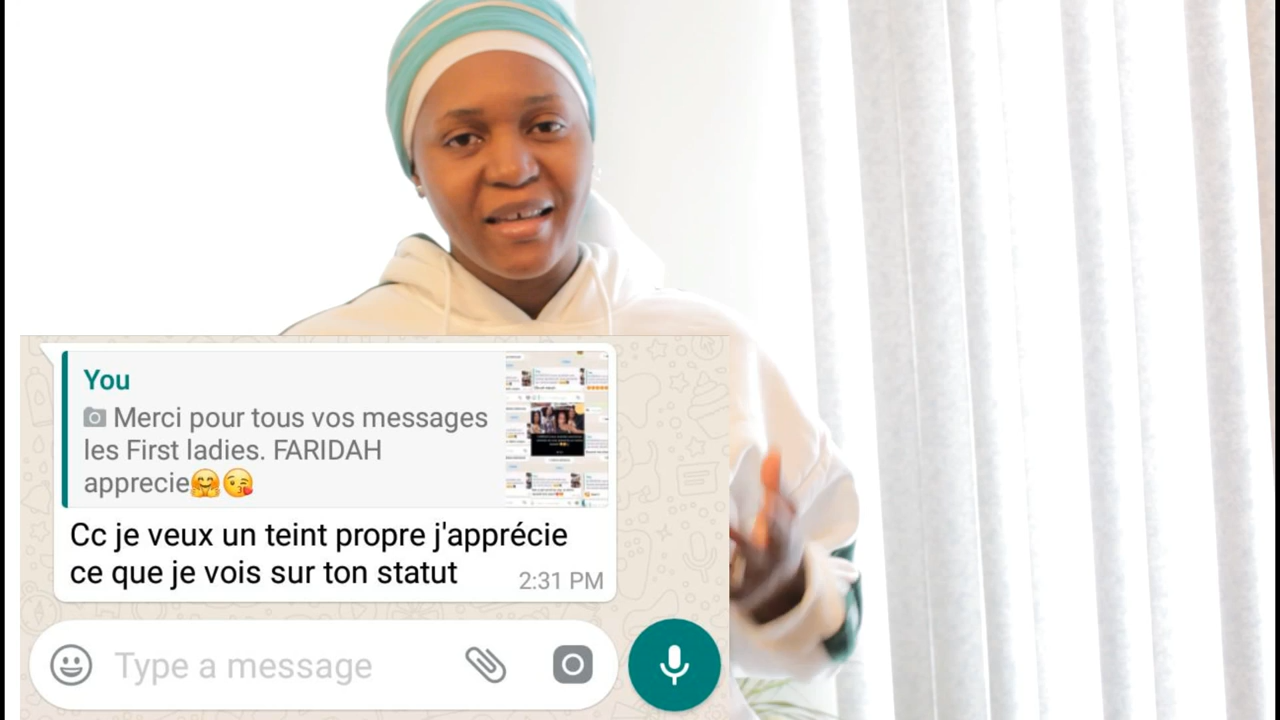 You
Merci pour tous vos messages
les First ladies. FARIDAH
apprecie🤗😘
Cc je veux un teint propre j'apprécie
ce que je vois sur ton statut
2:31 PM
Type a message